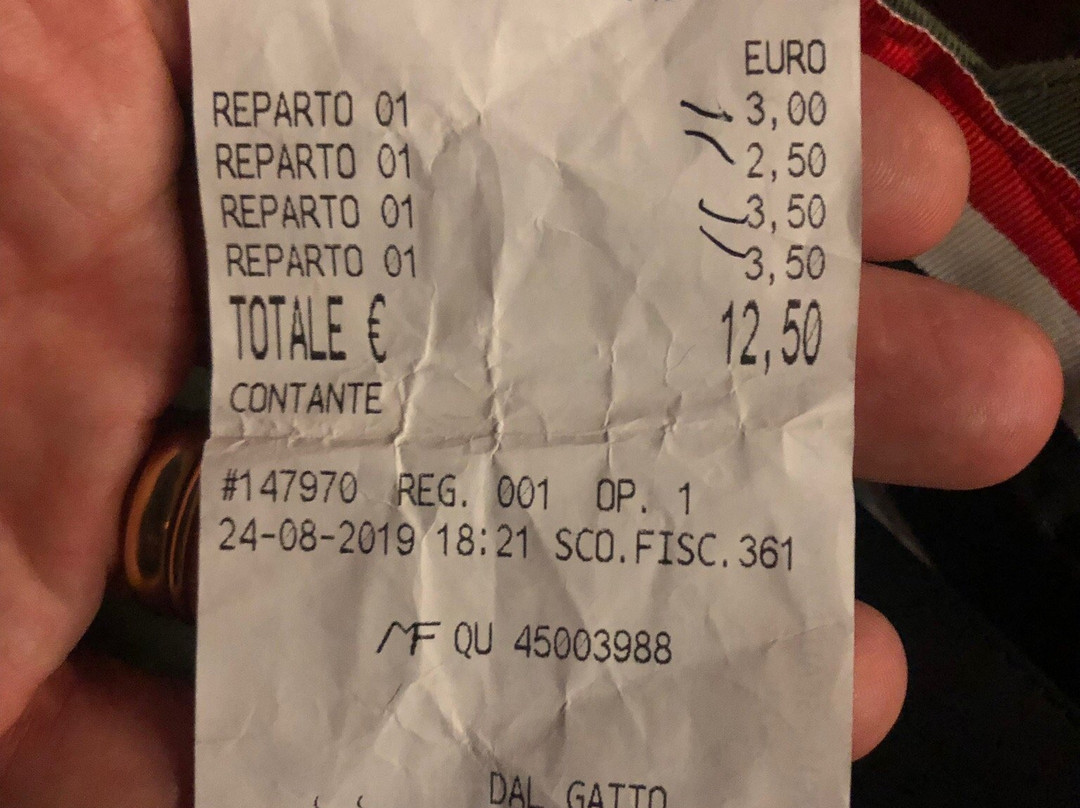 EURO
REPARTO 01 3,00
REPARTO 01 2,50
REPARTO 01 3,50
REPARTO 01 3,50
TOTALE € 12,50
CONTANTE
#147970 REG. 001 OP. 1
24-08-2019 18:21 SCO.FISC.361
MF QU 45003988
DAL GATTO